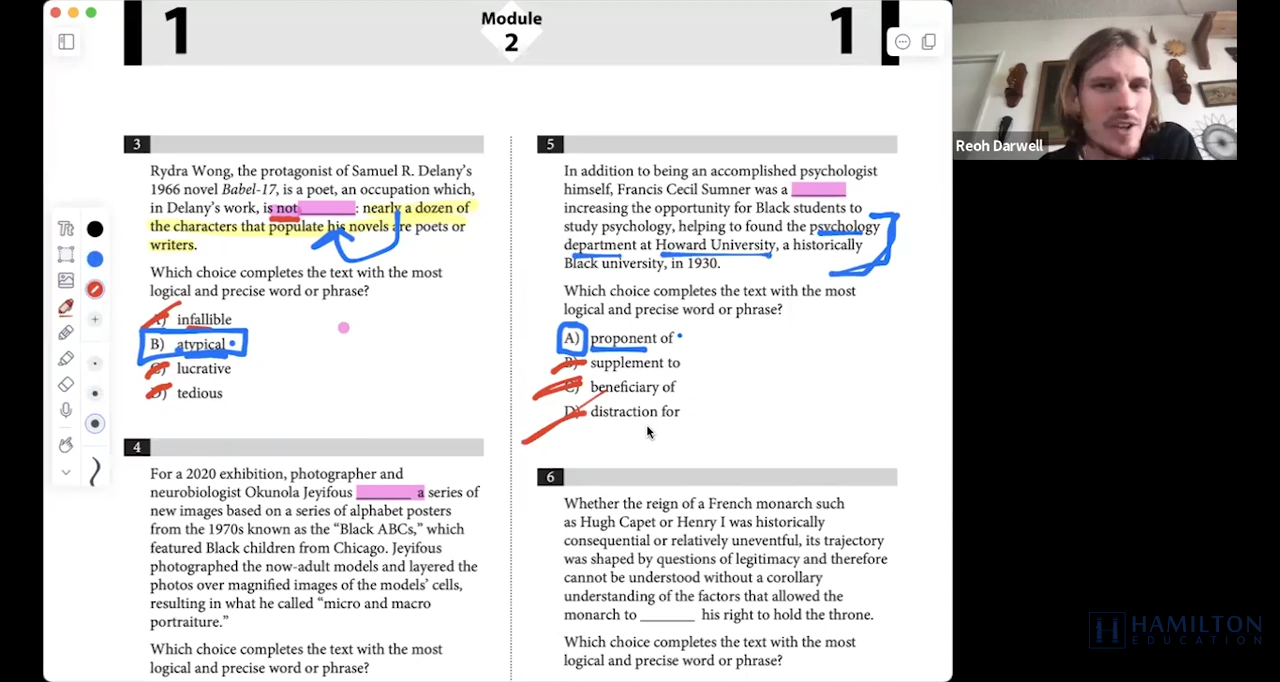 1
Module
2
1
3
Rydra Wong, the protagonist of Samuel R. Delany's
1966 novel Babel-17, is a poet, an occupation which,
in Delany's work, is not ______: nearly a dozen of
the characters that populate his novels are poets or
writers.
Which choice completes the text with the most
logical and precise word or phrase?
A) infallible
B) atypical
C) lucrative
D) tedious
4
For a 2020 exhibition, photographer and
neurobiologist Okunola Jeyifous ______ a series of
new images based on a series of alphabet posters
from the 1970s known as the “Black ABCs,” which
featured Black children from Chicago. Jeyifous
photographed the now-adult models and layered the
photos over magnified images of the models’ cells,
resulting in what he called “micro and macro
portraiture.”
Which choice completes the text with the most
logical and precise word or phrase?
5
In addition to being an accomplished psychologist
himself, Francis Cecil Sumner was a ______
increasing the opportunity for Black students to
study psychology, helping to found the psychology
department at Howard University, a historically
Black university, in 1930.
Which choice completes the text with the most
logical and precise word or phrase?
A) proponent of
B) supplement to
C) beneficiary of
D) distraction for
6
Whether the reign of a French monarch such
as Hugh Capet or Henry I was historically
consequential or relatively uneventful, its trajectory
was shaped by questions of legitimacy and therefore
cannot be understood without a corollary
understanding of the factors that allowed the
monarch to ______ his right to hold the throne.
Which choice completes the text with the most
logical and precise word or phrase?
Reoh Darwell
HAMILTON
EDUCATION